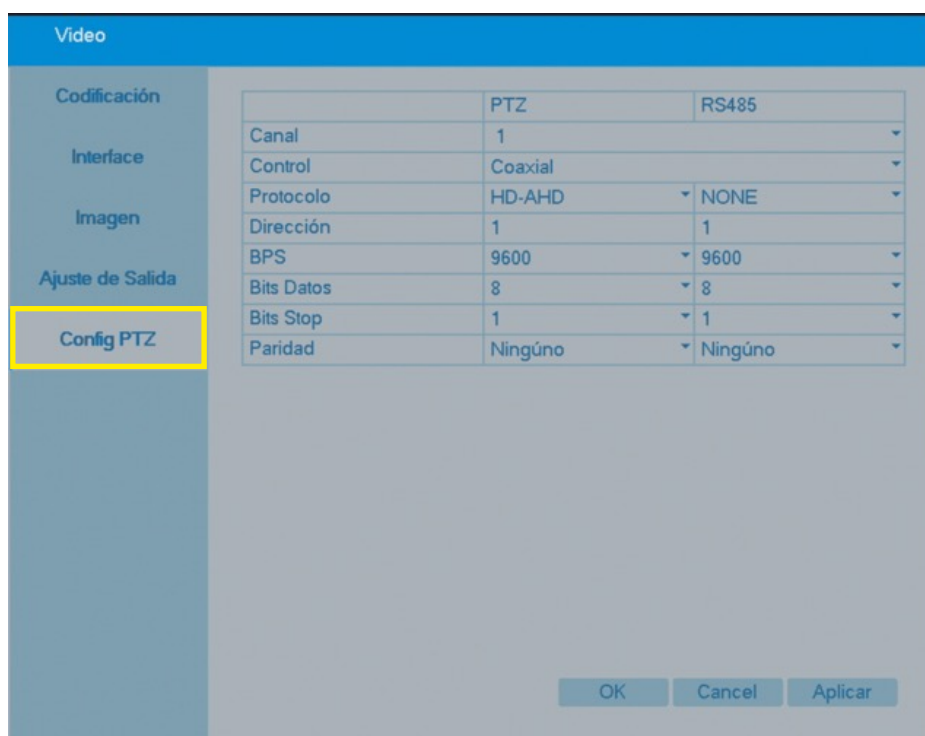 Video
Codificación
Interface
Imagen
Ajuste de Salida
Config PTZ
PTZ RS485
Canal 1
Control Coaxial
Protocolo HD-AHD NONE
Dirección 1 1
BPS 9600 9600
Bits Datos 8 8
Bits Stop 1 1
Paridad Ningúno Ningúno
OK Cancel Aplicar